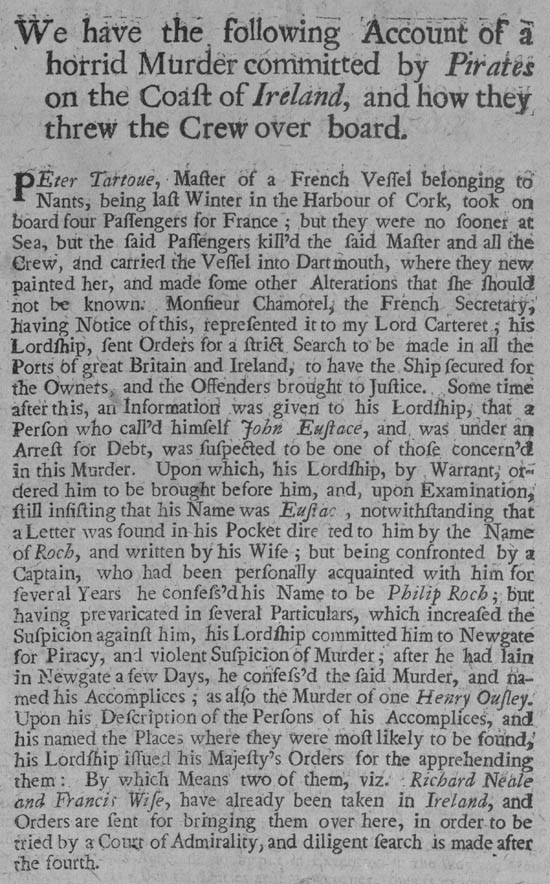 We have the following Account of a
horrid Murder committed by Pirates
on the Coaſt of Ireland, and how they
threw the Crew over board.
PEter Tartoue, Maſter of a French Veſſel belonging to
Nants, being laſt Winter in the Harbour of Cork, took on
board four Paſſengers for France ; but they were no ſooner at
Sea, but the ſaid Paſſengers kill'd the ſaid Maſter and all the
Crew, and carried the Veſſel into Dartmouth, where they new
painted her, and made ſome other Alterations that ſhe ſhould
not be known. Monſieur Chamorel, the French Secretary,
having Notice of this, repreſented it to my Lord Carteret ; his
Lordſhip, ſent Orders for a ſtrict Search to be made in all the
Ports of great Britain and Ireland, to have the Ship ſecured for
the Owners, and the Offenders brought to Juſtice. Some time
after this, an Information was given to his Lordſhip, that a
Perſon who call'd himſelf John Euſtace, and was under an
Arreſt for Debt, was ſuſpected to be one of thoſe concern'd
in this Murder. Upon which, his Lordſhip, by Warrant, or-
dered him to be brought before him, and, upon Examination,
ſtill inſiſting that his Name was Euſtac , notwithſtanding that
a Letter was found in his Pocket dire ted to him by the Name
of Roch, and written by his Wife ; but being confronted by a
Captain, who had been perſonally acquainted with him for
ſeveral Years he confeſs'd his Name to be Philip Roch ; but
having prevaricated in ſeveral Particulars, which increaſed the
Suſpicion againſt him, his Lordſhip committed him to Newgate
for Piracy, and violent Suſpicion of Murder ; after he had lain
in Newgate a few Days, he confeſs'd the ſaid Murder, and na-
med his Accomplices ; as alſo the Murder of one Henry Ouſley.
Upon his Deſcription of the Perſons of his Accomplices, and
his named the Places where they were moſt likely to be found,
his Lordſhip iſſued his Majeſty's Orders for the apprehending
them : By which Means two of them, viz. Richard Neale
and Francis Wiſe, have already been taken in Ireland, and
Orders are ſent for bringing them over here, in order to be
tried by a Court of Admirality, and diligent ſearch is made after
the fourth.